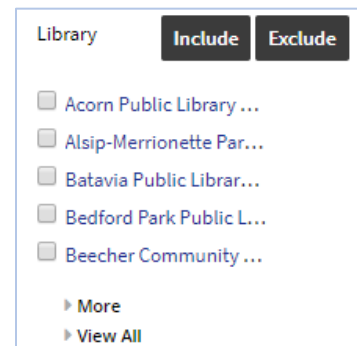 Library Include Exclude
Acorn Public Library ...
Alsip-Merrionette Par...
Batavia Public Librar...
Bedford Park Public L...
Beecher Community ...
More
View All